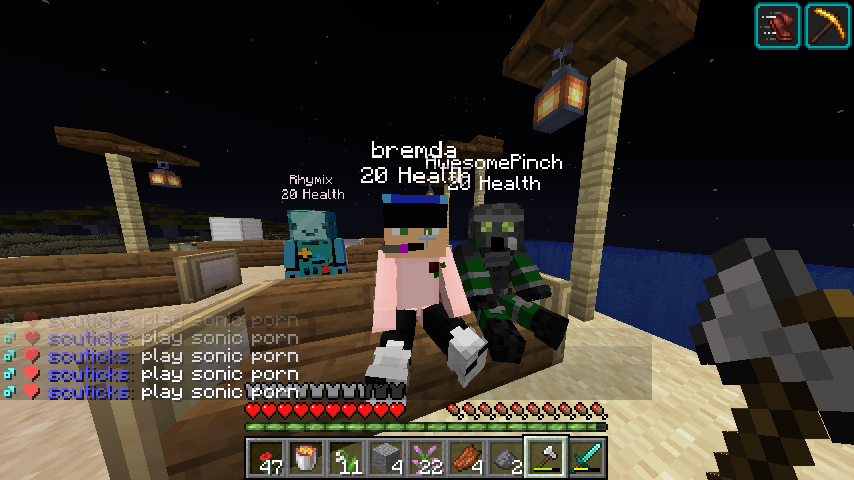 bremda
20 Health
AwesomePinch
20 Health
Rhymix
20 Health
scuticks: play sonic porn
scuticks: play sonic porn
scuticks: play sonic porn
scuticks: play sonic porn
scuticks: play sonic porn
47
11
4
22
4
2